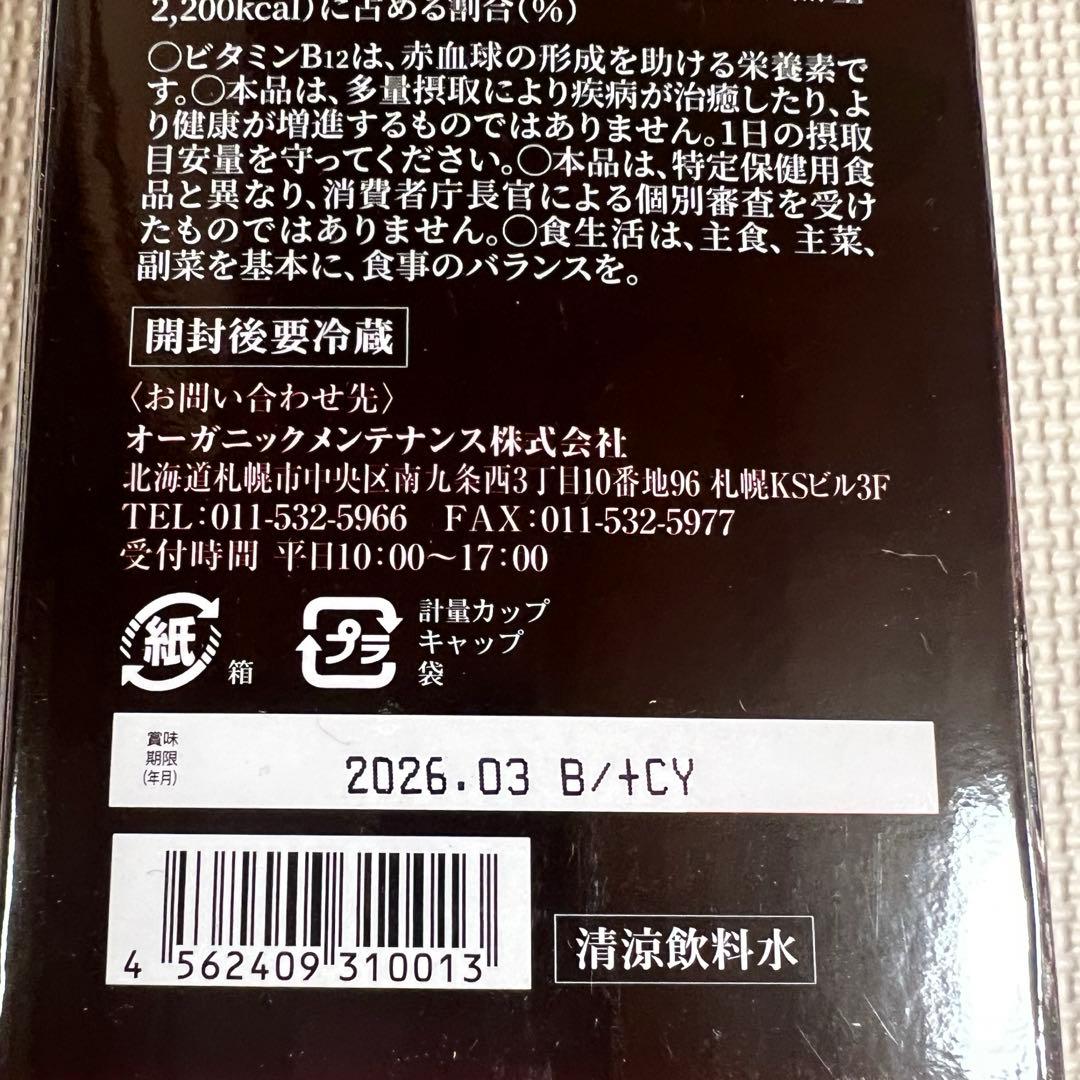 2,200kcal)に占める割合(%)
〇ビタミンB12は、赤血球の形成を助ける栄養素で
す。〇本品は、多量摂取により疾病が治癒したり、よ
り健康が増進するものではありません。1日の摂取
目安量を守ってください。〇本品は、特定保健用食
品と異なり、消費者庁長官による個別審査を受け
たものではありません。〇食生活は、主食、主菜、
副菜を基本に、食事のバランスを。
開封後要冷蔵
〈お問い合わせ先〉
オーガニックメンテナンス株式会社
北海道札幌市中央区南九条西3丁目10番地96 札幌KSビル3F
TEL:011-532-5966 FAX:011-532-5977
受付時間 平日10:00〜17:00
紙
箱
プラ
計量カップ
キャップ
袋
賞味
期限
(年月)
2026.03 B/+CY
4 562409 310013
清涼飲料水